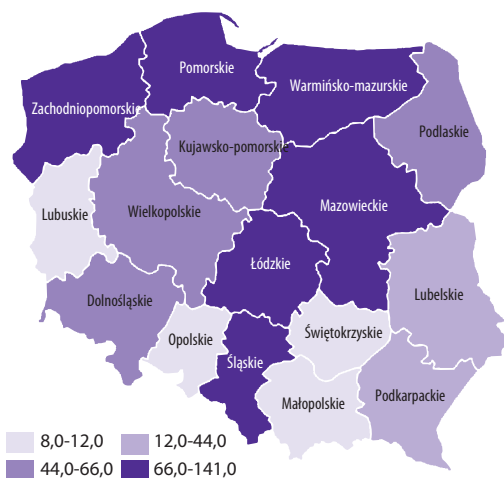 Pomorskie
Warmińsko-mazurskie
Zachodniopomorskie
Podlaskie
Kujawsko-pomorskie
Lubuskie
Wielkopolskie
Mazowieckie
Łódzkie
Dolnośląskie
Lubelskie
Opolskie
Świętokrzyskie
Śląskie
Małopolskie
Podkarpackie
8,0-12,0
12,0-44,0
44,0-66,0
66,0-141,0